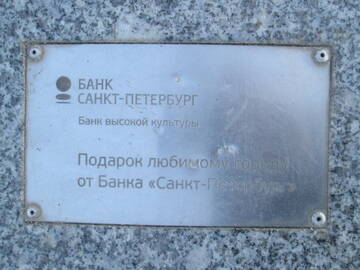 БАНК
САНКТ-ПЕТЕРБУРГ
Банк высокой культуры
Подарок любимому городу
от Банка «Санкт-Петербург»